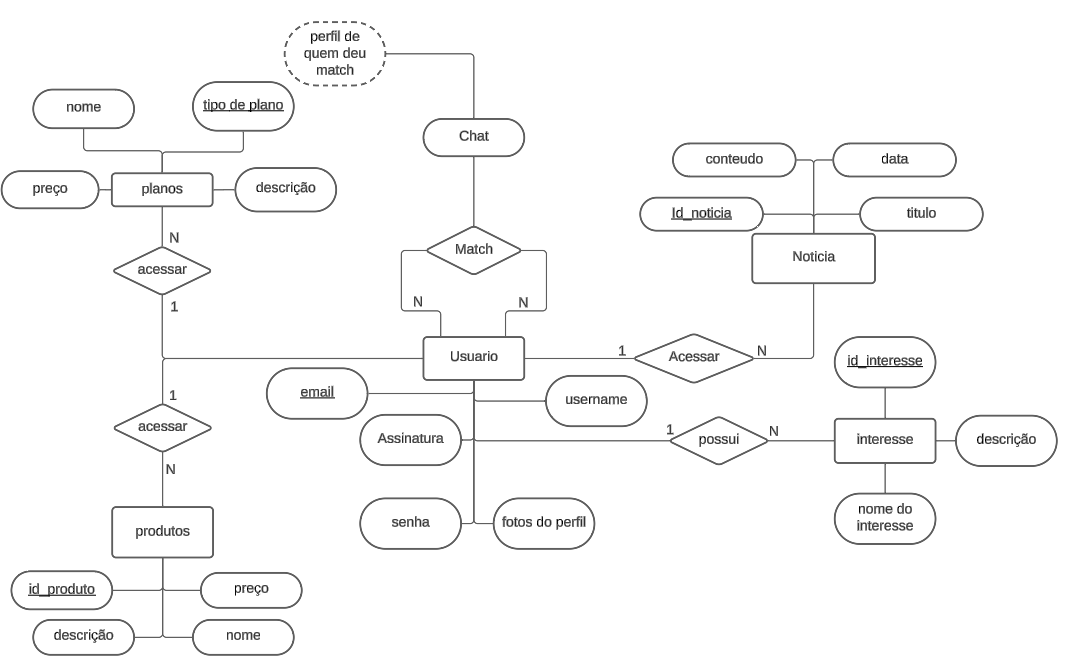 perfil de
quem deu
match
nome
tipo de plano
Chat
conteudo
data
preço
planos
descrição
Id_noticia
titulo
N
Match
Noticia
acessar
1
N
N
Usuario
1
Acessar
N
id_interesse
email
username
1
acessar
Assinatura
1
possui
N
interesse
descrição
N
senha
fotos do perfil
nome do
interesse
produtos
id_produto
preço
descrição
nome